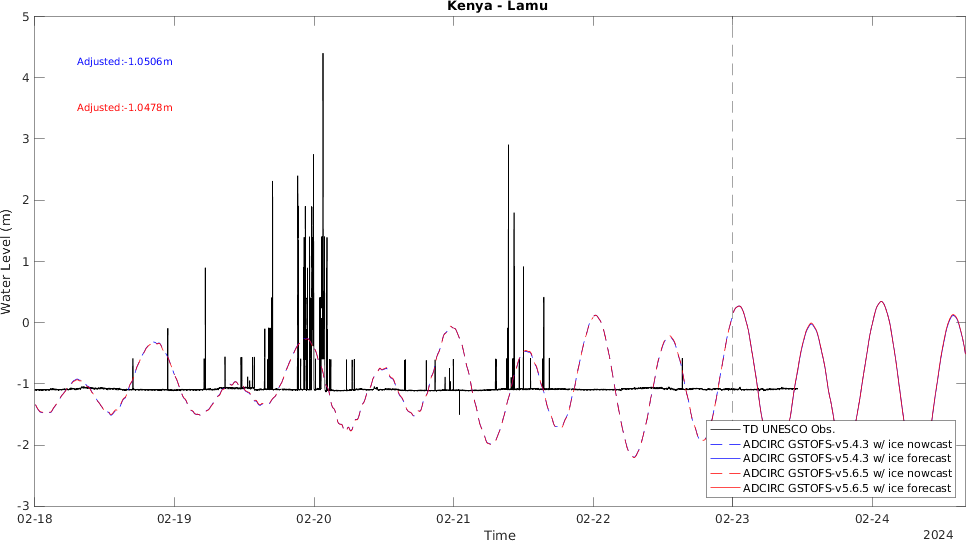 Kenya - Lamu
5
4
3
2
1
0
-1
-2
-3
Water Level (m)
Adjusted:-1.0506m
Adjusted:-1.0478m
TD UNESCO Obs.
ADCIRC GSTOFS-v5.4.3 w/ ice nowcast
ADCIRC GSTOFS-v5.4.3 w/ ice forecast
ADCIRC GSTOFS-v5.6.5 w/ ice nowcast
ADCIRC GSTOFS-v5.6.5 w/ ice forecast
02-18 02-19 02-20 02-21 02-22 02-23 02-24
Time
2024